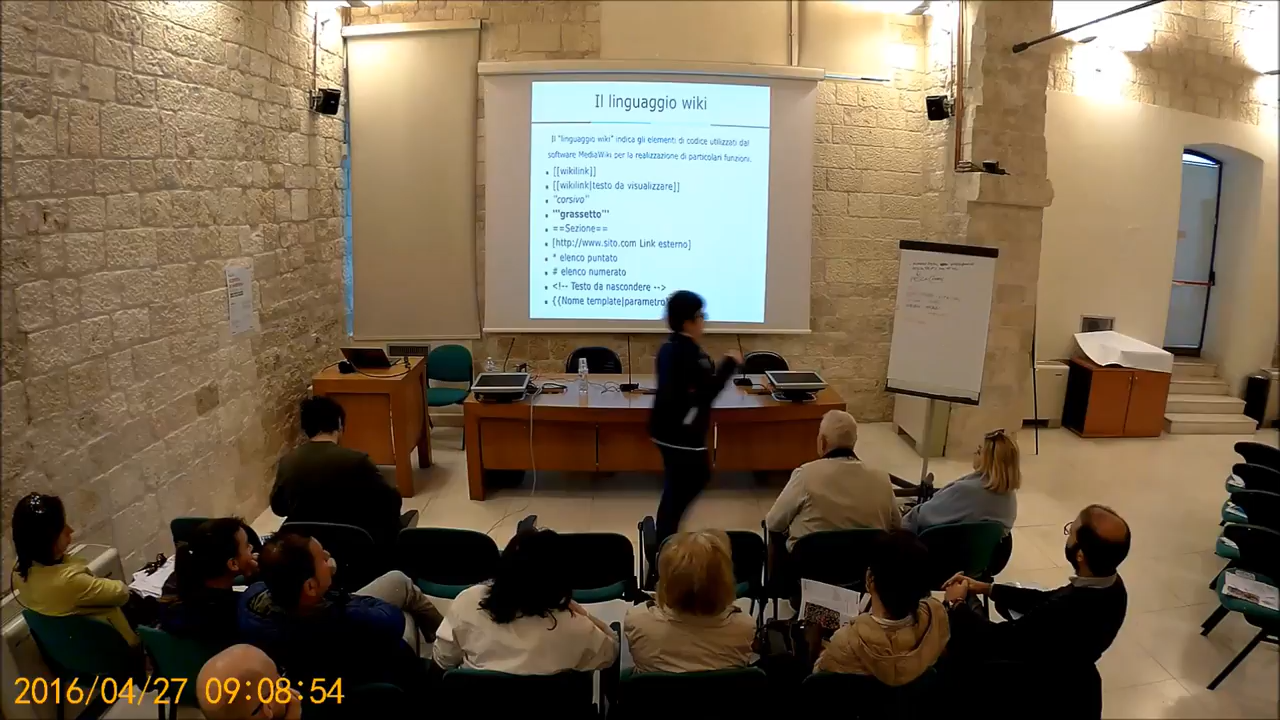 Il linguaggio wiki
Il "linguaggio wiki" indica gli elementi di codice utilizzati dal
software MediaWiki per la realizzazione di particolari funzioni.
• [[wikilink]]
• [[wikilink|testo da visualizzare]]
• ''corsivo''
• '''grassetto'''
• ==Sezione==
• [http://www.sito.com Link esterno]
• * elenco puntato
• # elenco numerato
• <!-- Testo da nascondere -->
• {{Nome template|parametro
2016/04/27 09:08:54